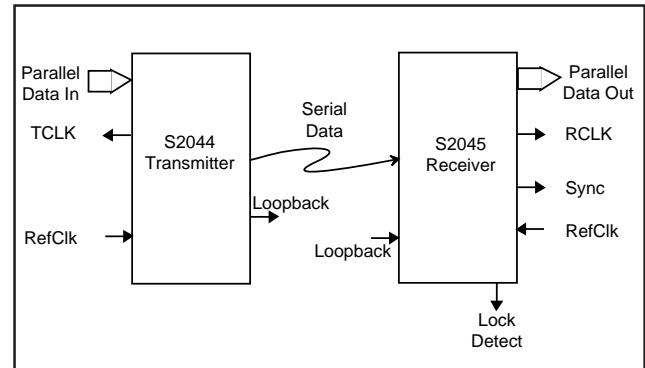 Parallel
Data In
TCLK
RefClk
S2044
Transmitter
Loopback
Serial
Data
Loopback
S2045
Receiver
Parallel
Data Out
RCLK
Sync
RefClk
Lock
Detect